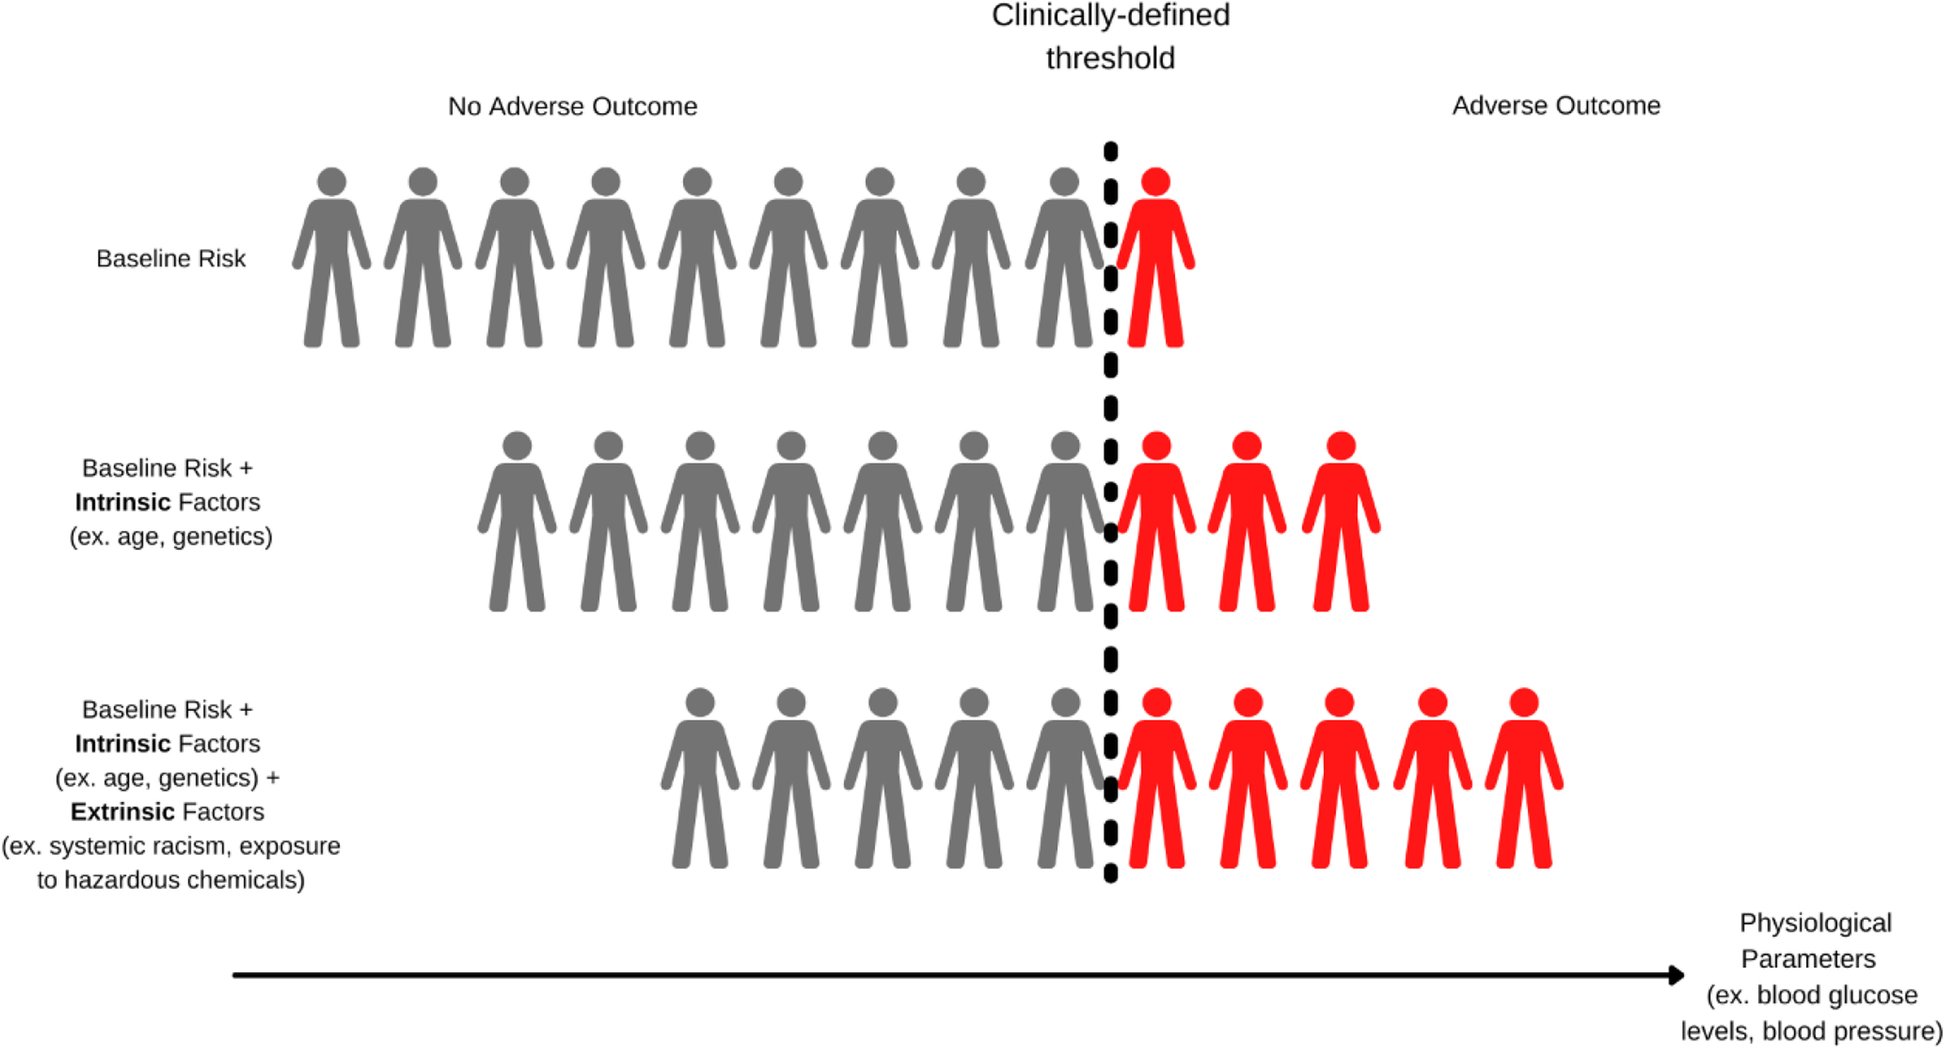 Clinically-defined
threshold
No Adverse Outcome
Adverse Outcome
Baseline Risk
Baseline Risk +
Intrinsic Factors
(ex. age, genetics)
Baseline Risk +
Intrinsic Factors
(ex. age, genetics) +
Extrinsic Factors
(ex. systemic racism, exposure
to hazardous chemicals)
Physiological
Parameters
(ex. blood glucose
levels, blood pressure)